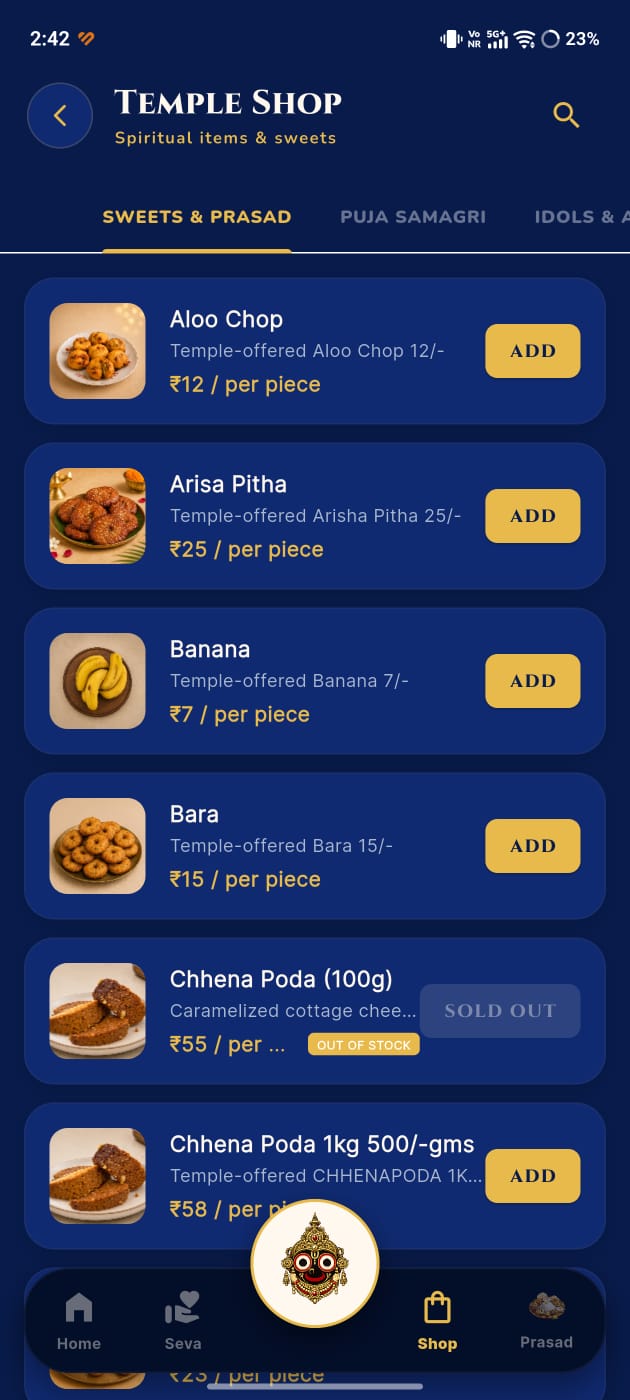 2:42
Vo NR 5G+ 23%
Temple Shop
Spiritual items & sweets
SWEETS & PRASAD PUJA SAMAGRI IDOLS & A
Aloo Chop
Temple-offered Aloo Chop 12/-
₹12 / per piece
ADD
Arisa Pitha
Temple-offered Arisha Pitha 25/-
₹25 / per piece
ADD
Banana
Temple-offered Banana 7/-
₹7 / per piece
ADD
Bara
Temple-offered Bara 15/-
₹15 / per piece
ADD
Chhena Poda (100g)
Caramelized cottage chee...
₹55 / per ... OUT OF STOCK
SOLD OUT
Chhena Poda 1kg 500/-gms
Temple-offered CHHENAPODA 1K...
₹58 / per pi
ADD
Home Seva Shop Prasad
₹23 / per piece